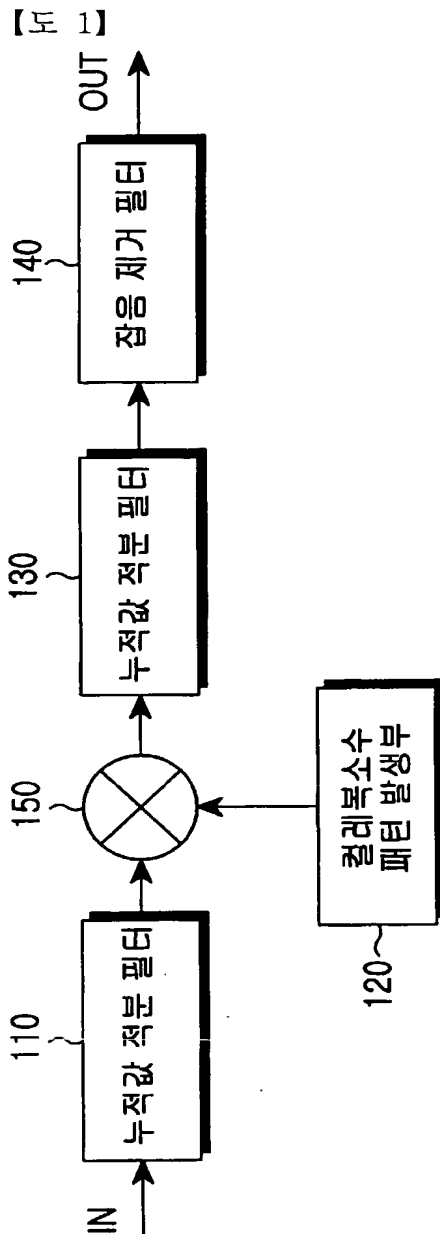 【도 1】
IN
110
누적값 적분 필터
150
컬레복소수
패턴 발생부
120
130
누적값 적분 필터
140
잡음 제거 필터
OUT